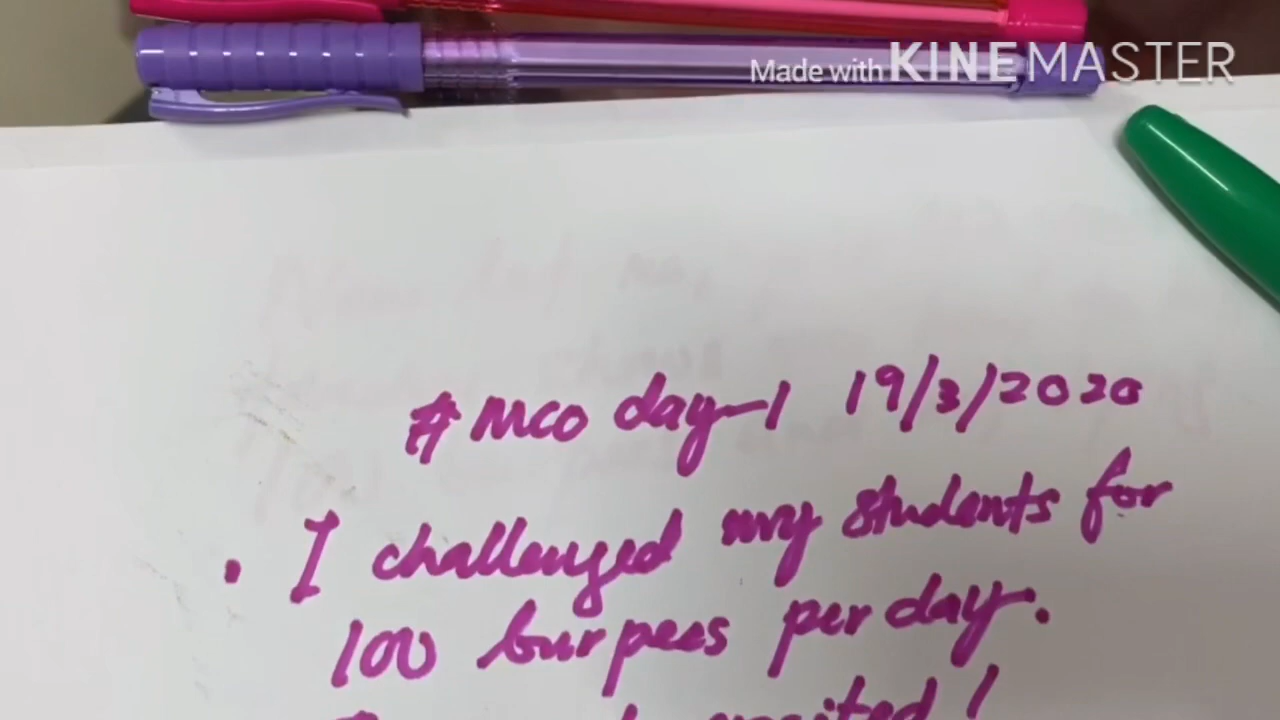 Made with KINEMASTER
# MCO day-1 19/3/2020
. I challenged my students for
100 burpees per day.